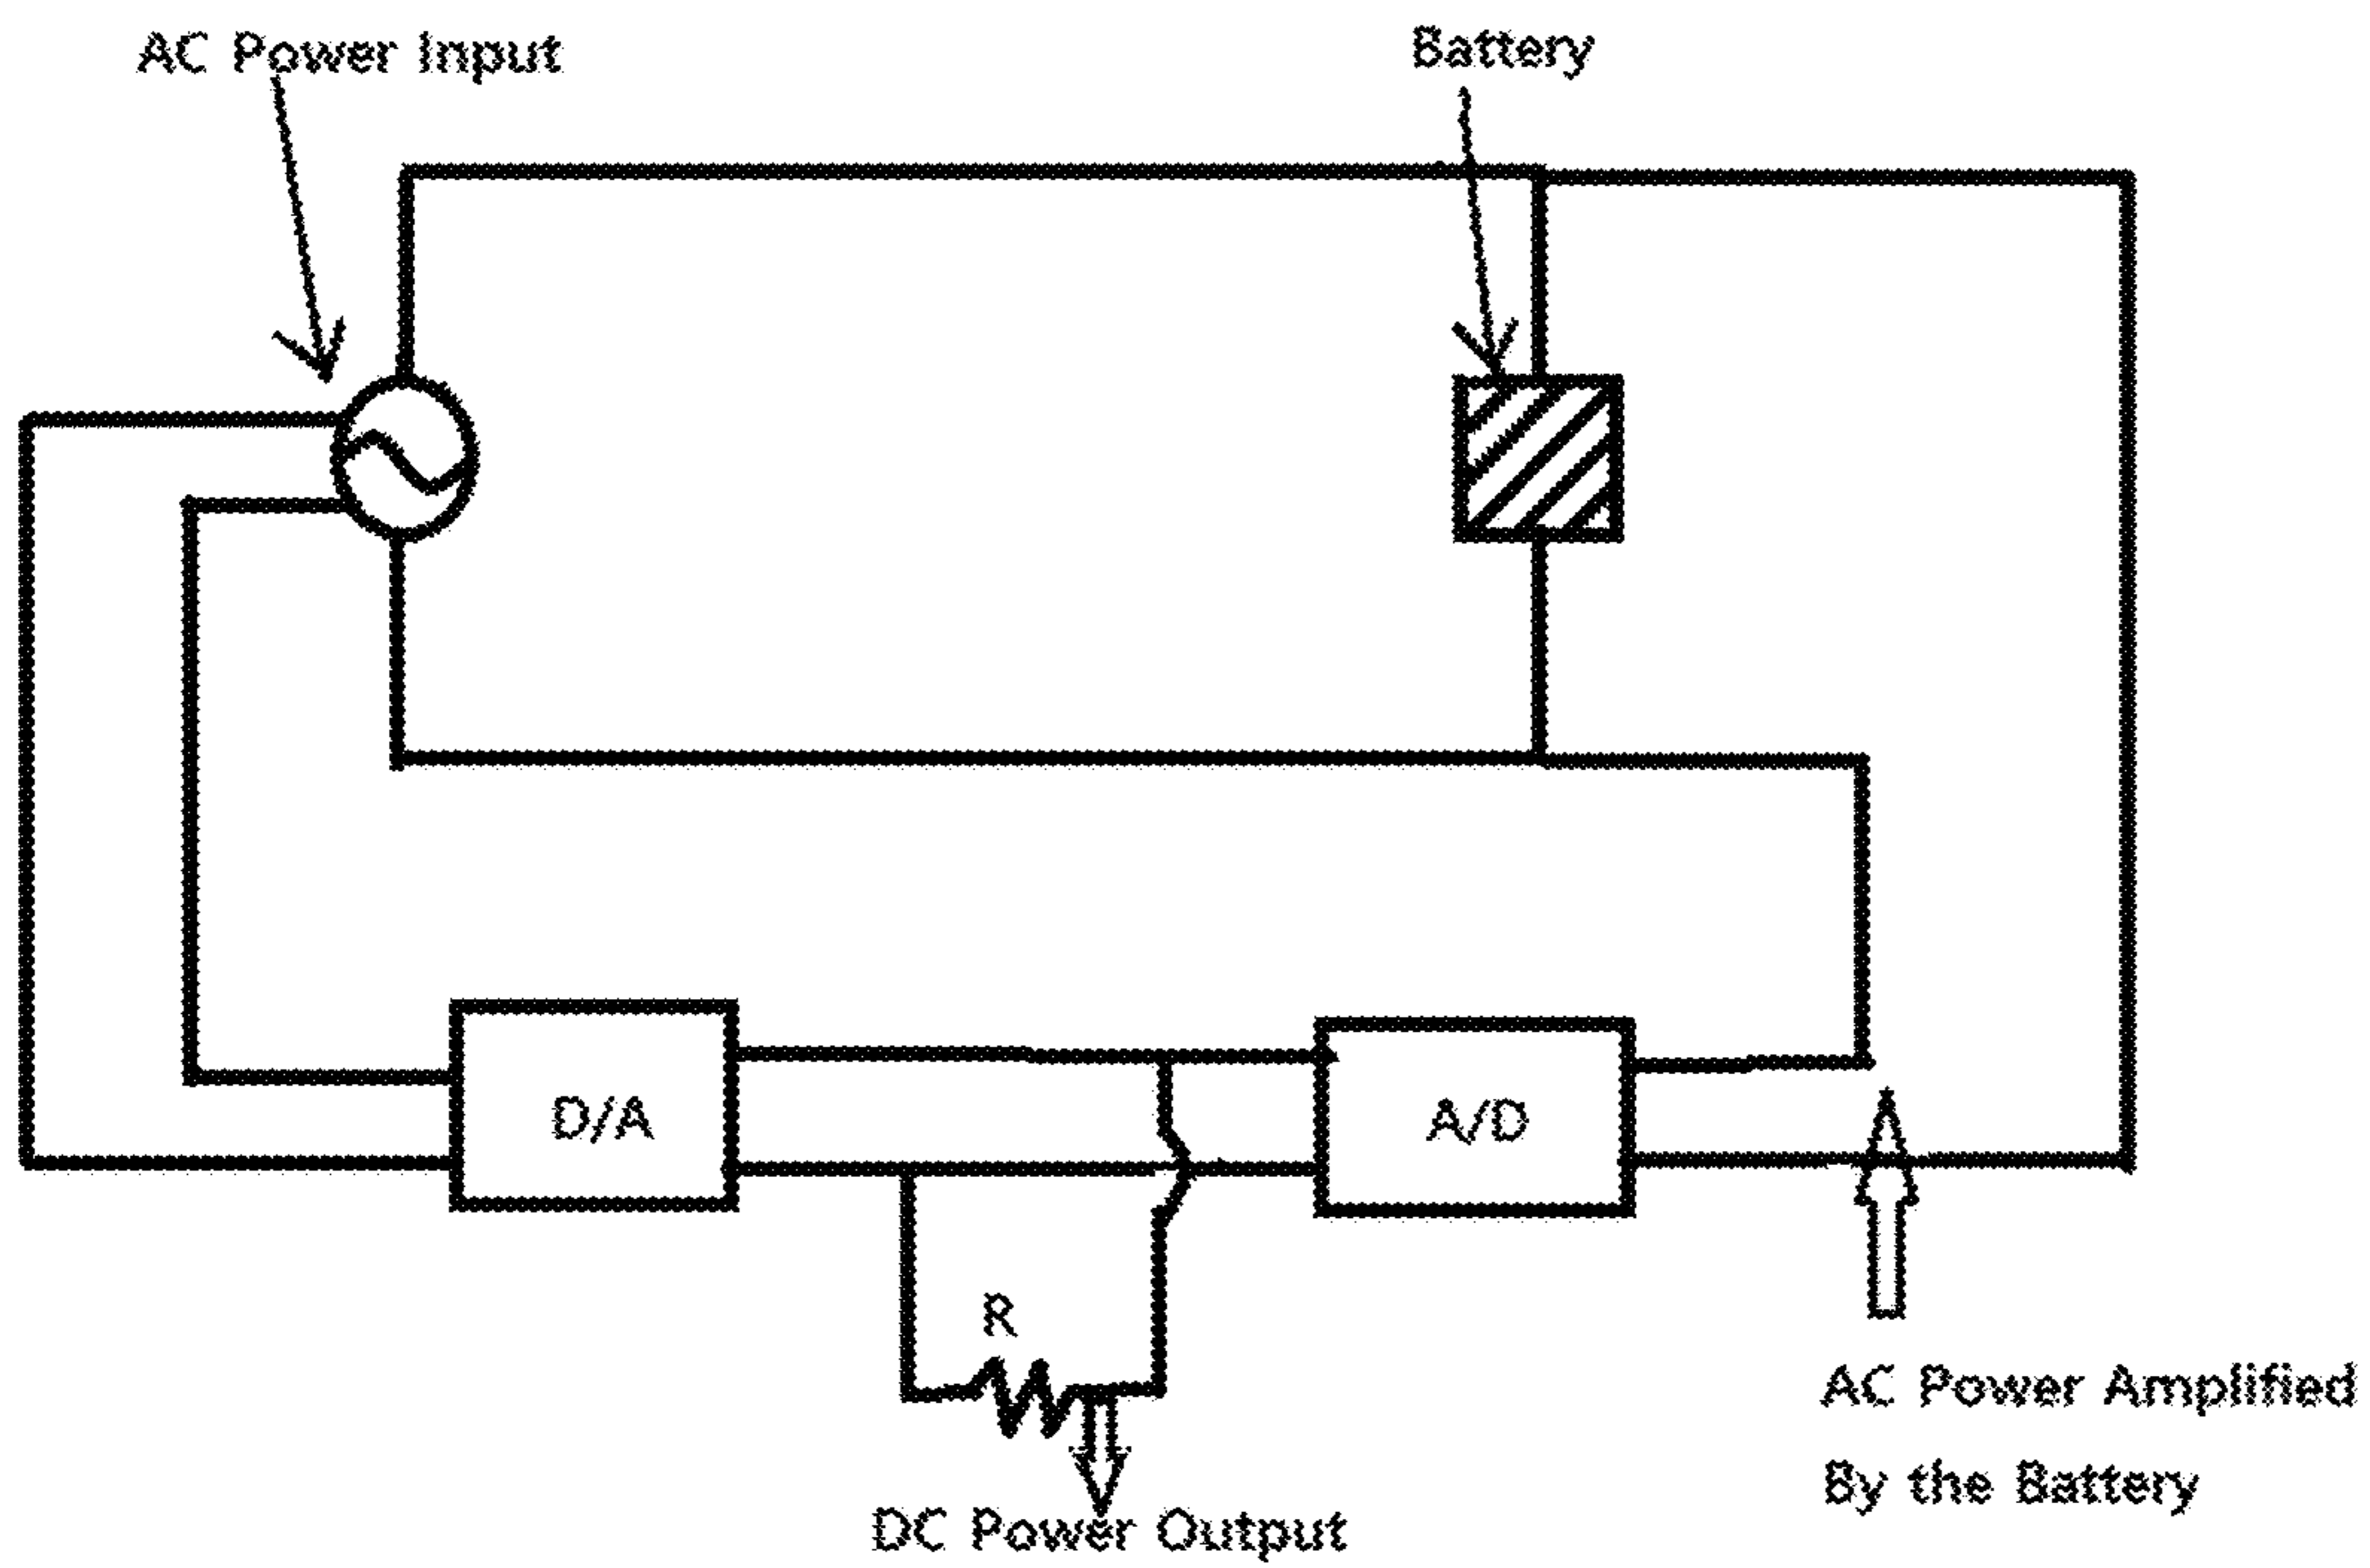 AC Power Input
Battery
D/A
A/D
R
AC Power Amplified
By the Battery
DC Power Output